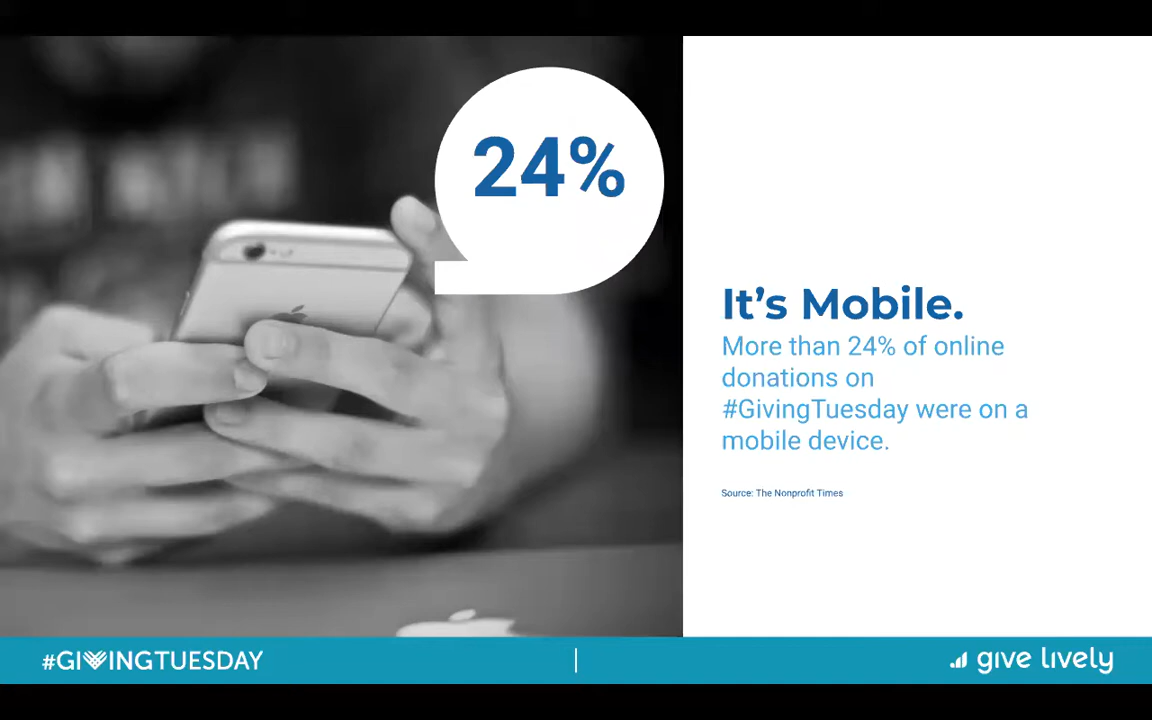 24%
It's Mobile.
More than 24% of online
donations on
#GivingTuesday were on a
mobile device.
Source: The Nonprofit Times
#GIVINGTUESDAY
give lively